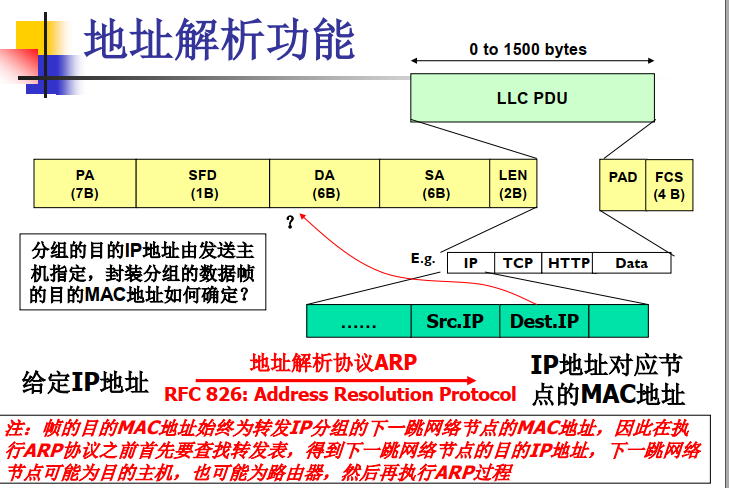 地址解析功能
0 to 1500 bytes
LLC PDU
PA
(7B)
SFD
(1B)
DA
(6B)
SA
(6B)
LEN
(2B)
PAD
FCS
(4 B)
?
分组的目的IP地址由发送主
机指定，封装分组的数据帧
的目的MAC地址如何确定？
E.g.
IP
TCP
HTTP
Data
……
Src.IP
Dest.IP
给定IP地址
地址解析协议ARP
RFC 826: Address Resolution Protocol
IP地址对应节
点的MAC地址
注：帧的目的MAC地址始终为转发IP分组的下一跳网络节点的MAC地址，因此在执
行ARP协议之前首先要查找转发表，得到下一跳网络节点的目的IP地址，下一跳网络
节点可能为目的主机，也可能为路由器，然后再执行ARP过程